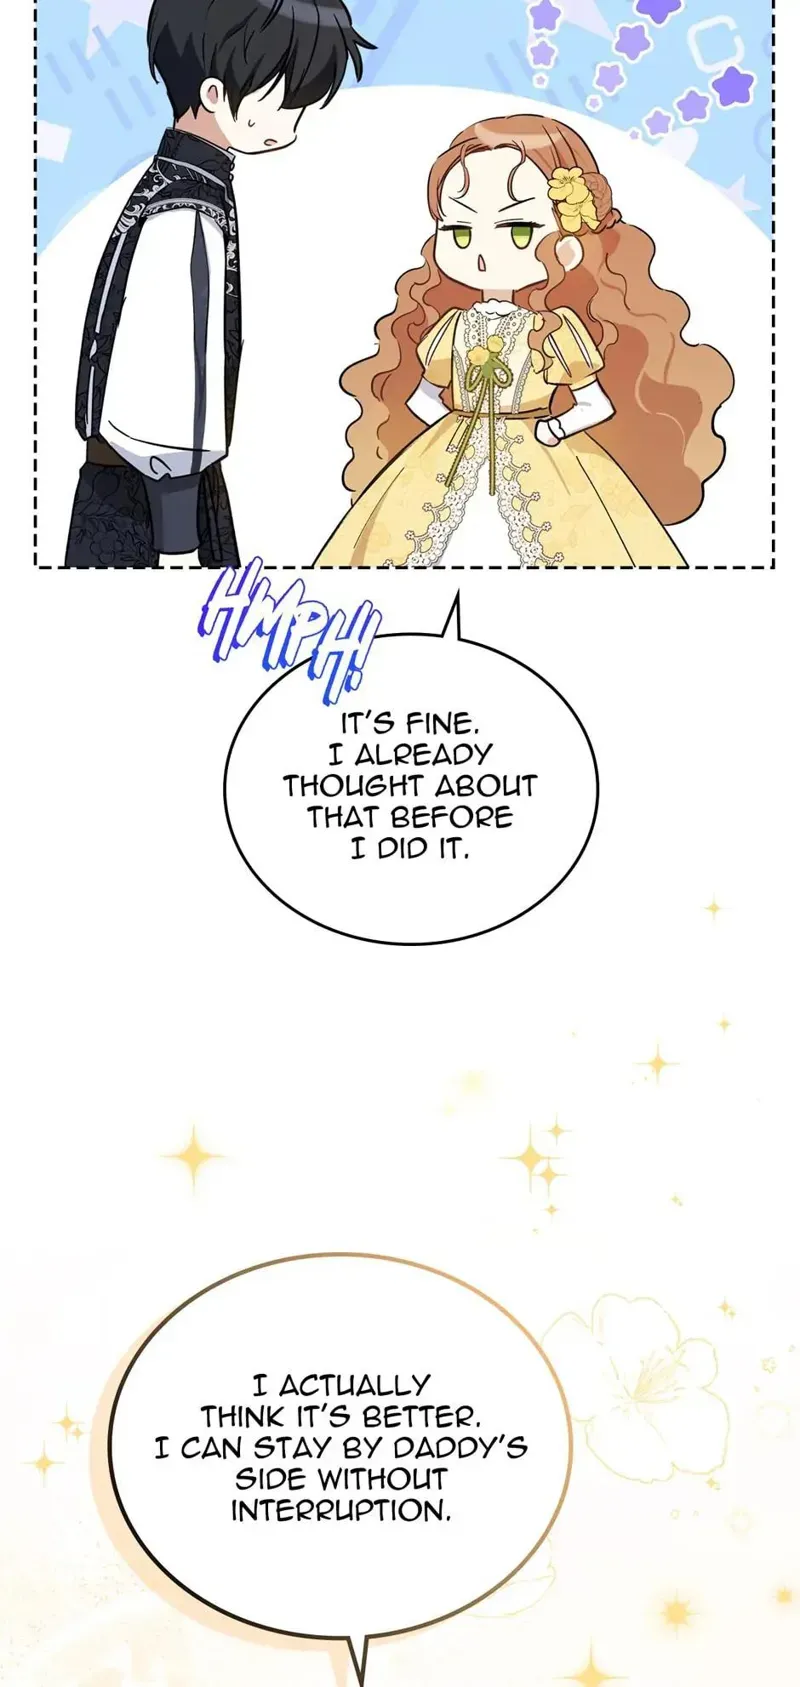 HMPH!
IT'S FINE.
I ALREADY
THOUGHT ABOUT
THAT BEFORE
I DID IT.
I ACTUALLY
THINK IT'S BETTER.
I CAN STAY BY DADDY'S
SIDE WITHOUT
INTERRUPTION.